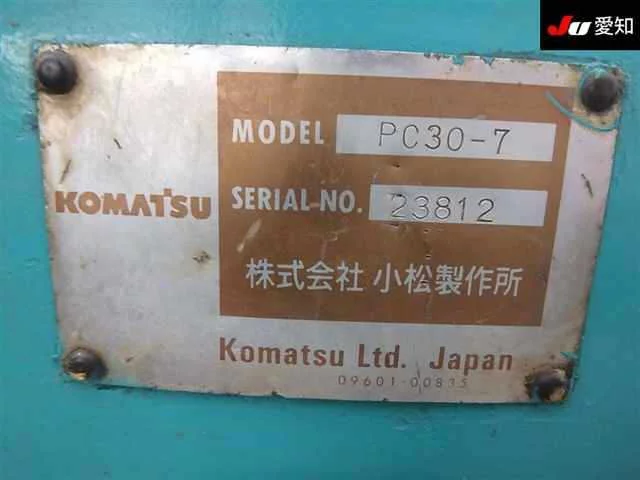 JU 愛知
MODEL PC30-7
KOMATSU
SERIAL NO. 23812
株式会社 小松製作所
Komatsu Ltd. Japan
09601-00835